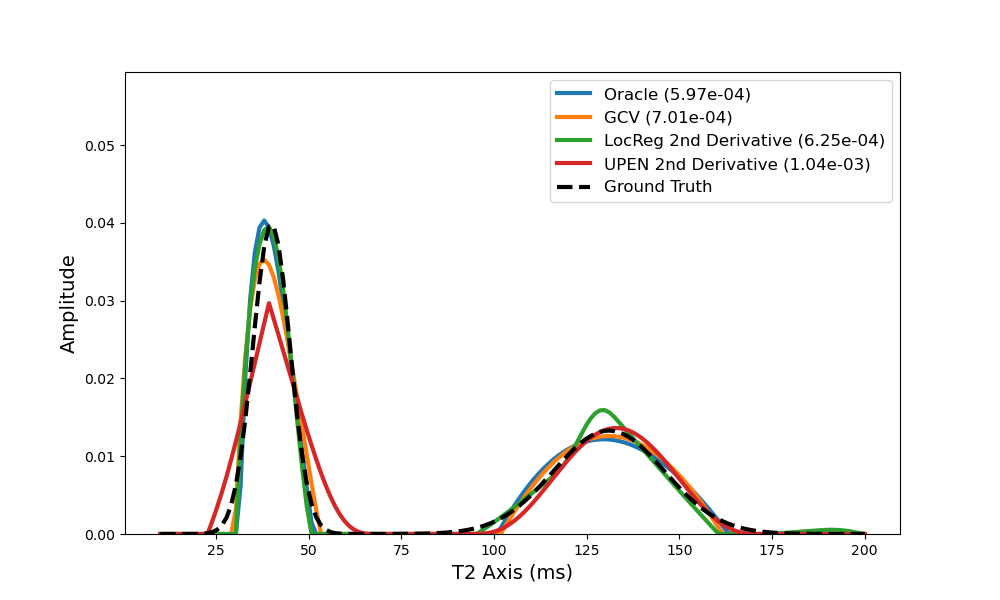 Oracle (5.97e-04)
GCV (7.01e-04)
LocReg 2nd Derivative (6.25e-04)
UPEN 2nd Derivative (1.04e-03)
Ground Truth
Amplitude
0.05
0.04
0.03
0.02
0.01
0.00
25 50 75 100 125 150 175 200
T2 Axis (ms)